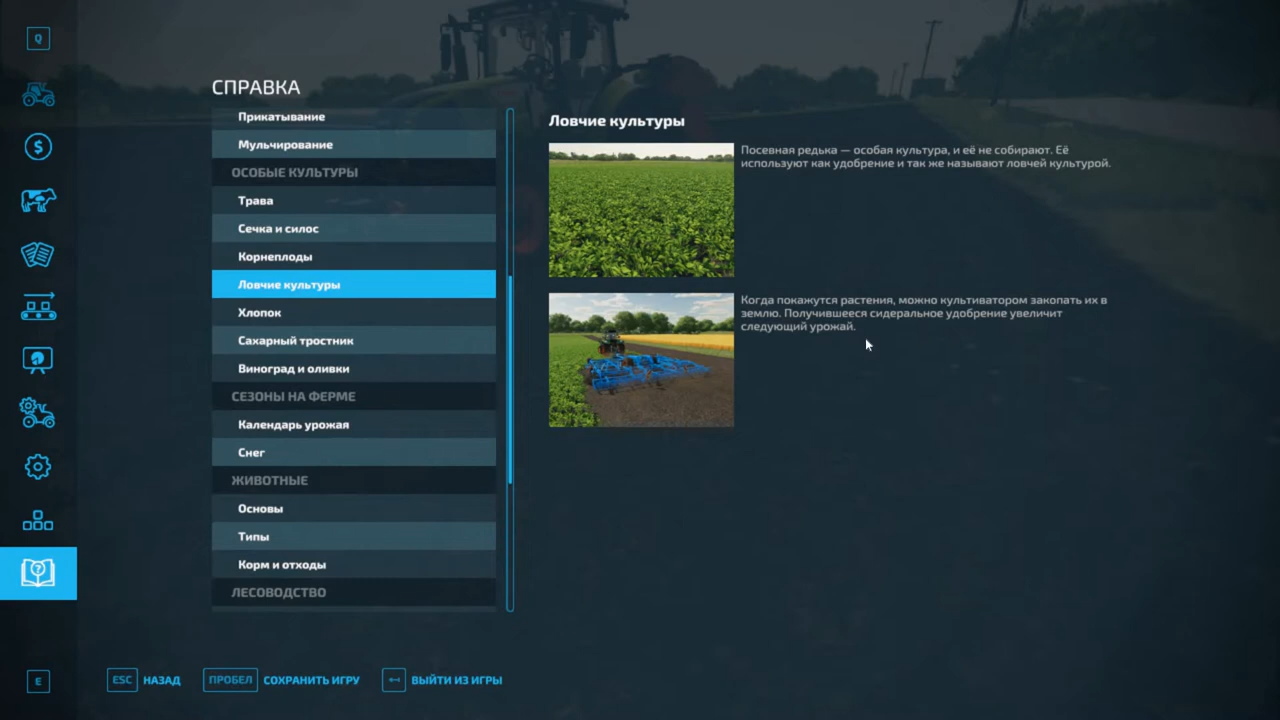 Q
СПРАВКА
Прикатывание
Мульчирование
ОСОБЫЕ КУЛЬТУРЫ
Трава
Сечка и силос
Корнеплоды
Ловчие культуры
Хлопок
Сахарный тростник
Виноград и оливки
СЕЗОНЫ НА ФЕРМЕ
Календарь урожая
Снег
ЖИВОТНЫЕ
Основы
Типы
Корм и отходы
ЛЕСОВОДСТВО
Ловчие культуры
Посевная редька — особая культура, и её не собирают. Её
используют как удобрение и так же называют ловчей культурой.
Когда покажутся растения, можно культиватором закопать их в
землю. Получившееся сидеральное удобрение увеличит
следующий урожай.
E
ESC НАЗАД ПРОБЕЛ СОХРАНИТЬ ИГРУ ВЫЙТИ ИЗ ИГРЫ